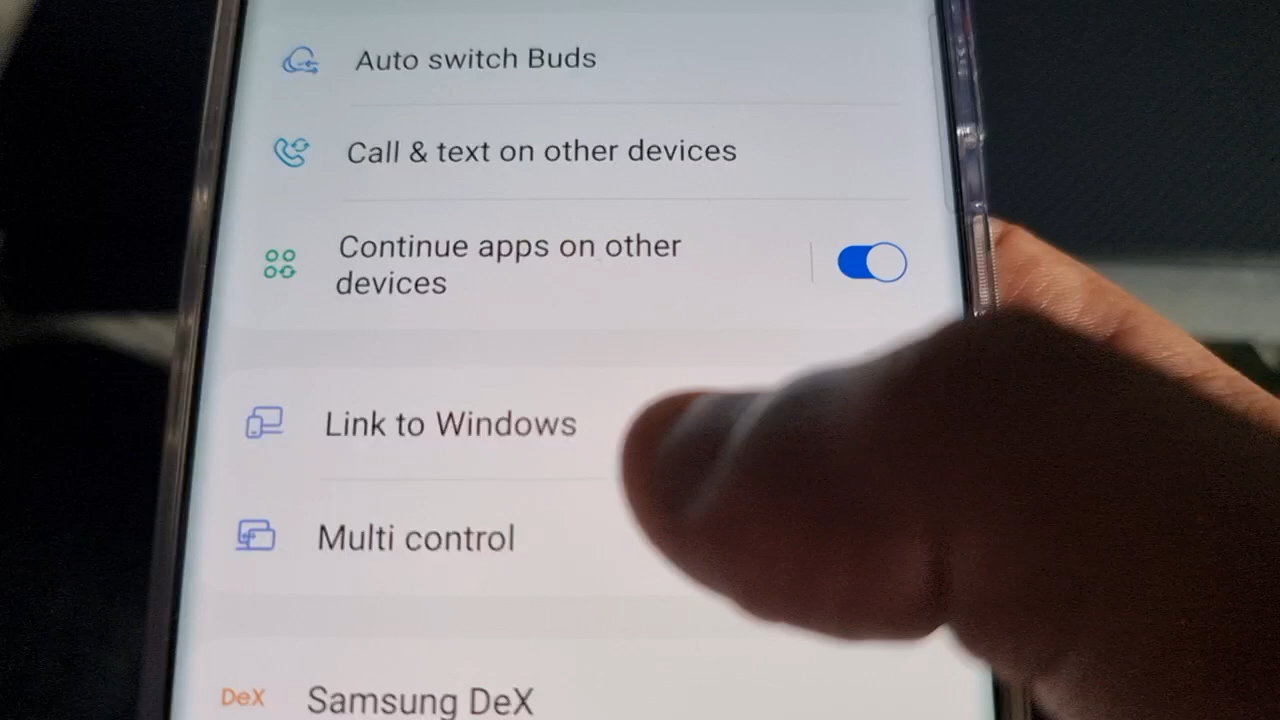 Auto switch Buds
Call & text on other devices
Continue apps on other
devices
Link to Windows
Multi control
DeX Samsung DeX